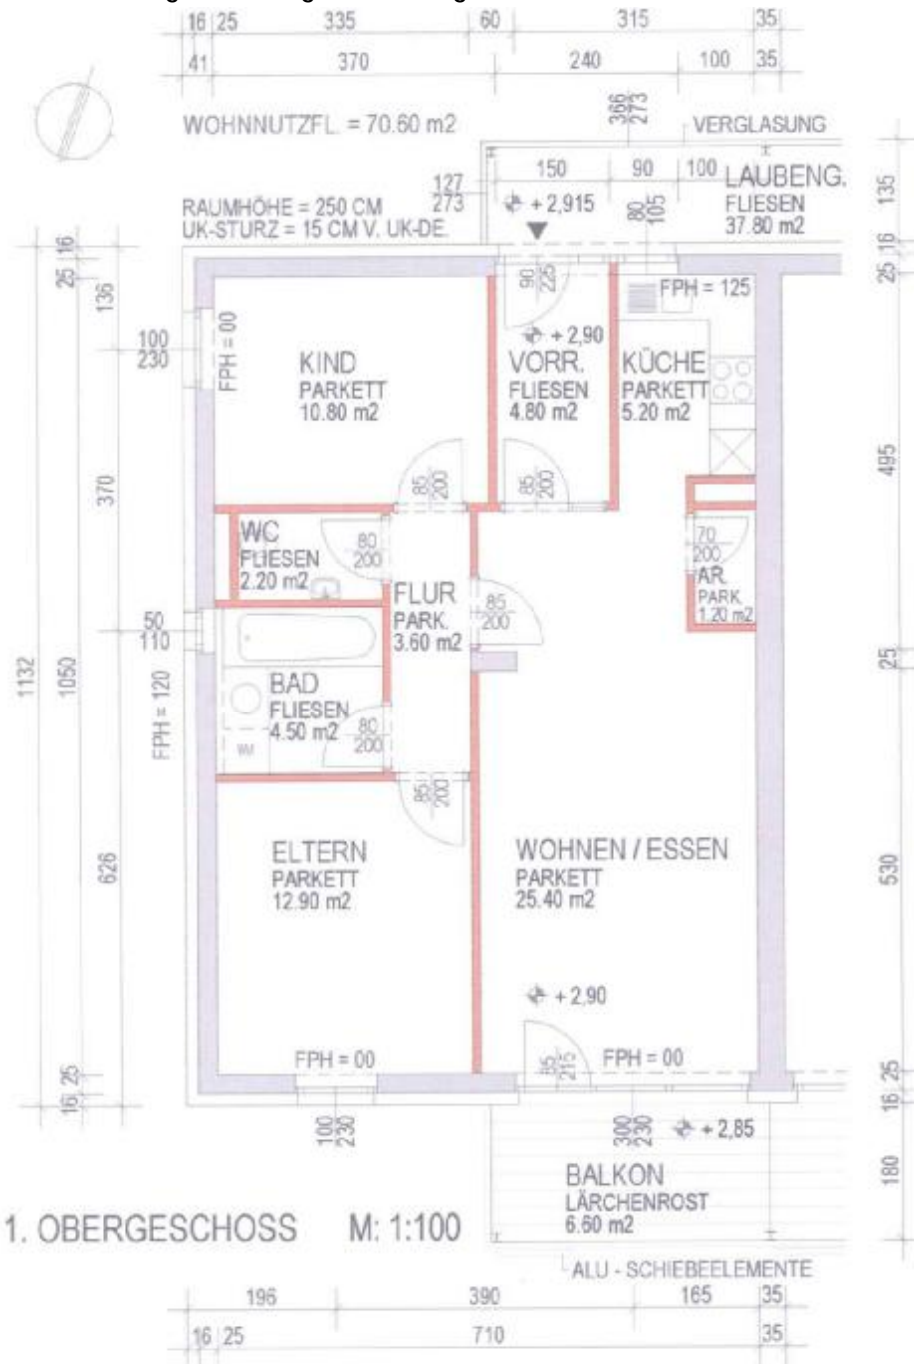 16 25 335 60 315 35
41 370 240 100 35
WOHNNUTZFL. = 70.60 m2
366
273
VERGLASUNG
150 90 100
LAUBENG.
FLIESEN
37.80 m2
127
273
+ 2,915
80
105
135
RAUMHÖHE = 250 CM
UK-STURZ = 15 CM V. UK-DE.
16
25
136
16
25
90
225
FPH = 125
+ 2,90
100
230
FPH = 00
KIND
PARKETT
10.80 m2
VORR.
FLIESEN
4.80 m2
KÜCHE
PARKETT
5.20 m2
495
370
85
200
85
200
WC
FLIESEN
2.20 m2
80
200
70
200
AR.
PARK.
1.20 m2
FLUR
PARK.
3.60 m2
85
200
50
110
FPH = 120
1132
1050
25
BAD
FLIESEN
4.50 m2
80
200
WM
85
200
626
ELTERN
PARKETT
12.90 m2
WOHNEN / ESSEN
PARKETT
25.40 m2
530
+ 2,90
FPH = 00
85
215
FPH = 00
25
16
25
16
100
230
300
230
+ 2,85
180
BALKON
LÄRCHENROST
6.60 m2
1. OBERGESCHOSS M: 1:100
ALU - SCHIEBEELEMENTE
196 390 165 35
16 25 710 35